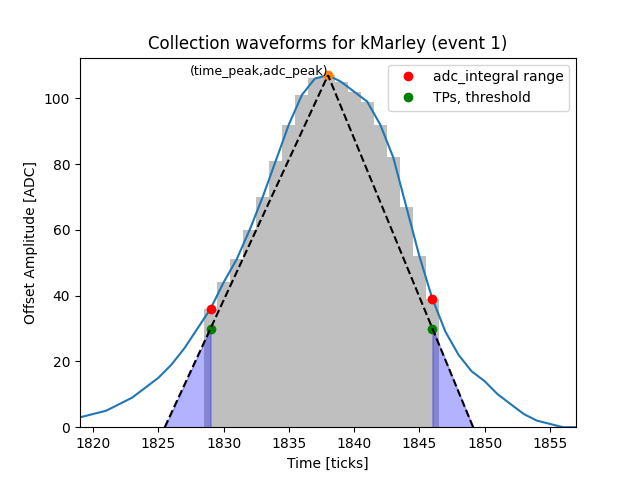 Collection waveforms for kMarley (event 1)
(time_peak,adc_peak)
adc_integral range
TPs, threshold
Offset Amplitude [ADC]
100
80
60
40
20
0
1820 1825 1830 1835 1840 1845 1850 1855
Time [ticks]